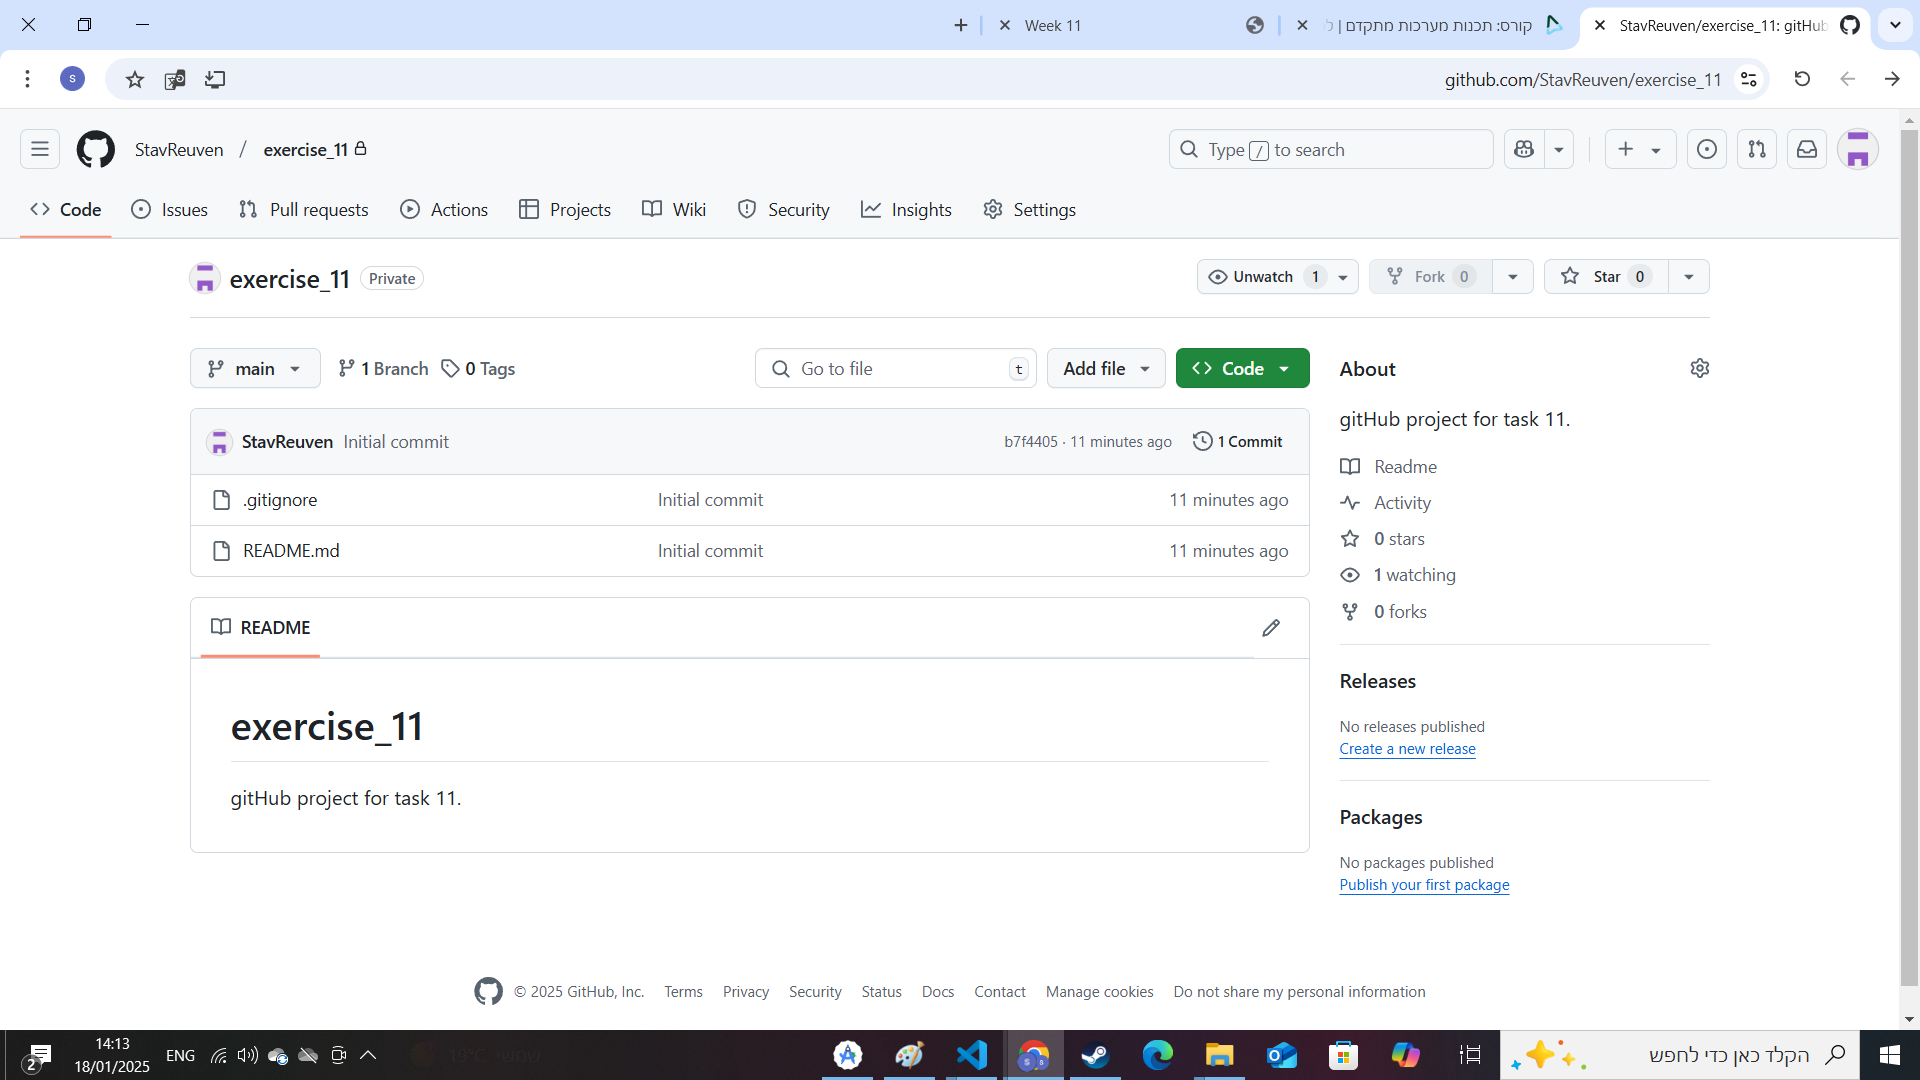 Week 11
קורס: תכנות מערכות מתקדם | ל
StavReuven/exercise_11: gitHub
S
github.com/StavReuven/exercise_11
StavReuven / exercise_11
Type / to search
Code
Issues
Pull requests
Actions
Projects
Wiki
Security
Insights
Settings
exercise_11 Private
Unwatch 1
Fork 0
Star 0
main
1 Branch
0 Tags
Go to file t
Add file
Code
StavReuven Initial commit b7f4405 · 11 minutes ago 1 Commit
.gitignore Initial commit 11 minutes ago
README.md Initial commit 11 minutes ago
README
exercise_11
gitHub project for task 11.
About
gitHub project for task 11.
Readme
Activity
0 stars
1 watching
0 forks
Releases
No releases published
Create a new release
Packages
No packages published
Publish your first package
© 2025 GitHub, Inc. Terms Privacy Security Status Docs Contact Manage cookies Do not share my personal information
2
14:13
18/01/2025
ENG
19°C
הקלד כאן כדי לחפש